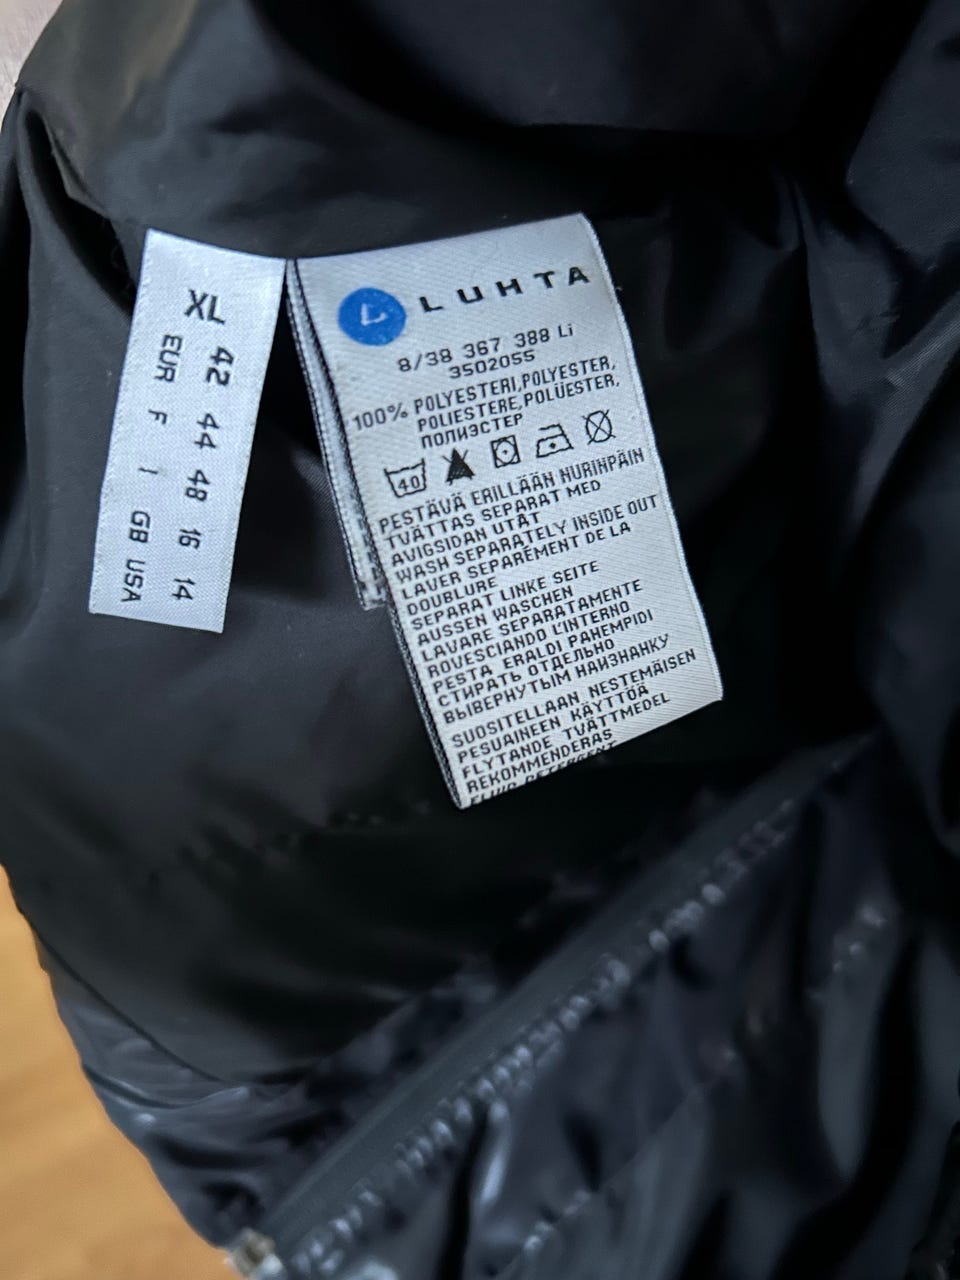 XL 42 44 48 16 14
EUR F I GB USA
L LUHTA
8/38 367 388 Li
3502055
100% POLYESTERI,POLYESTER,
POLIESTERE,POLÜESTER,
ПОЛИЭСТЕР
40
PESTÄVÄ ERILLÄÄN NURINPÄIN
TVÄTTAS SEPARAT MED
AVIGSIDAN UTÅT
WASH SEPARATELY INSIDE OUT
LAVER SEPARÉMENT DE LA
DOUBLURE
SEPARAT LINKE SEITE
AUSSEN WASCHEN
LAVARE SEPARATAMENTE
ROVESCIANDO L'INTERNO
PESTA ERALDI PAHEMPIDI
СТИРАТЬ ОТДЕЛЬНО
ВЫВЕРНУТЫМ НАИЗНАНКУ
SUOSITELLAAN NESTEMÄISEN
PESUAINEEN KÄYTTÖÄ
FLYTANDE TVÄTTMEDEL
REKOMMENDERAS
FLUID DETERGENT